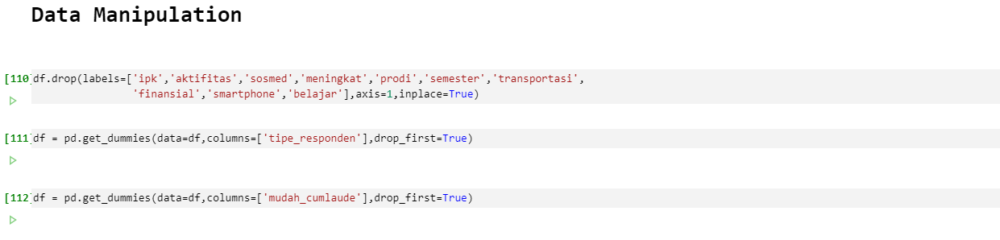 Data Manipulation
[110] df.drop(labels=['ipk','aktifitas','sosmed','meningkat','prodi','semester','transportasi',
'finansial','smartphone','belajar'],axis=1,inplace=True)
[111] df = pd.get_dummies(data=df,columns=['tipe_responden'],drop_first=True)
[112] df = pd.get_dummies(data=df,columns=['mudah_cumlaude'],drop_first=True)